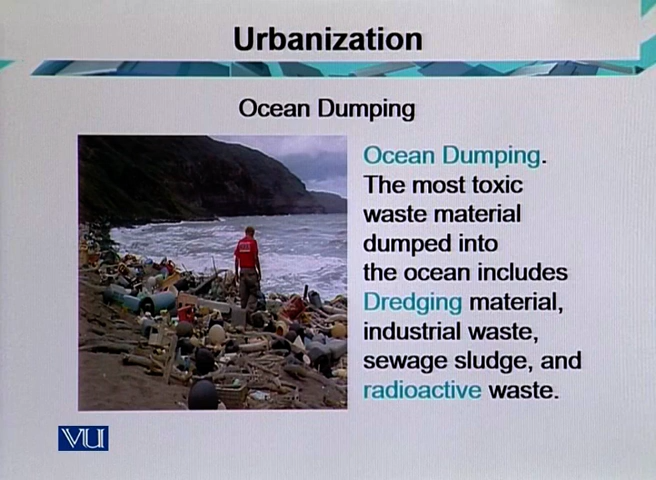 Urbanization
Ocean Dumping
Ocean Dumping.
The most toxic
waste material
dumped into
the ocean includes
Dredging material,
industrial waste,
sewage sludge, and
radioactive waste.
VU